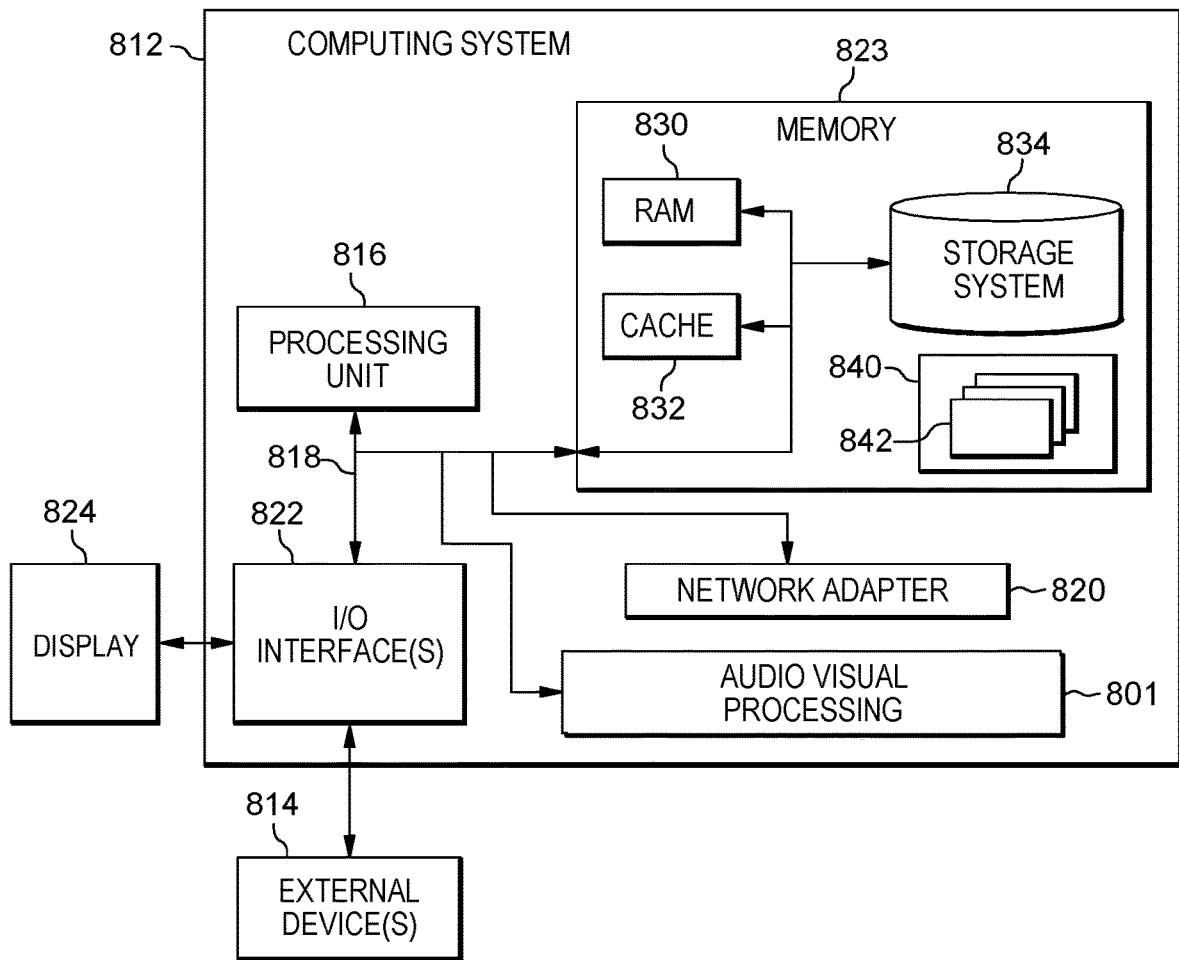 812
COMPUTING SYSTEM
823
MEMORY
830
RAM
834
STORAGE
SYSTEM
816
PROCESSING
UNIT
CACHE
832
840
842
818
824
DISPLAY
822
I/O
INTERFACE(S)
NETWORK ADAPTER
820
AUDIO VISUAL
PROCESSING
801
814
EXTERNAL
DEVICE(S)